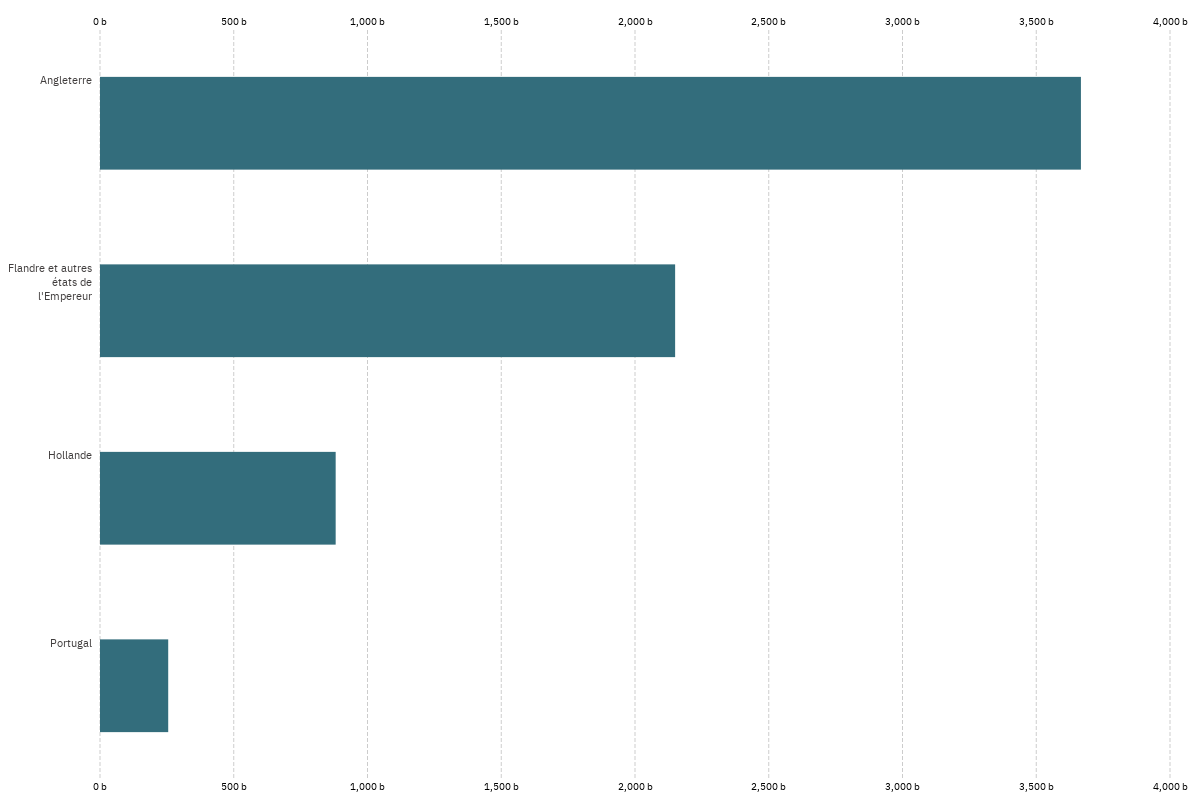 0 b 500 b 1,000 b 1,500 b 2,000 b 2,500 b 3,000 b 3,500 b 4,000 b
Angleterre
Flandre et autres
états de
l'Empereur
Hollande
Portugal
0 b 500 b 1,000 b 1,500 b 2,000 b 2,500 b 3,000 b 3,500 b 4,000 b